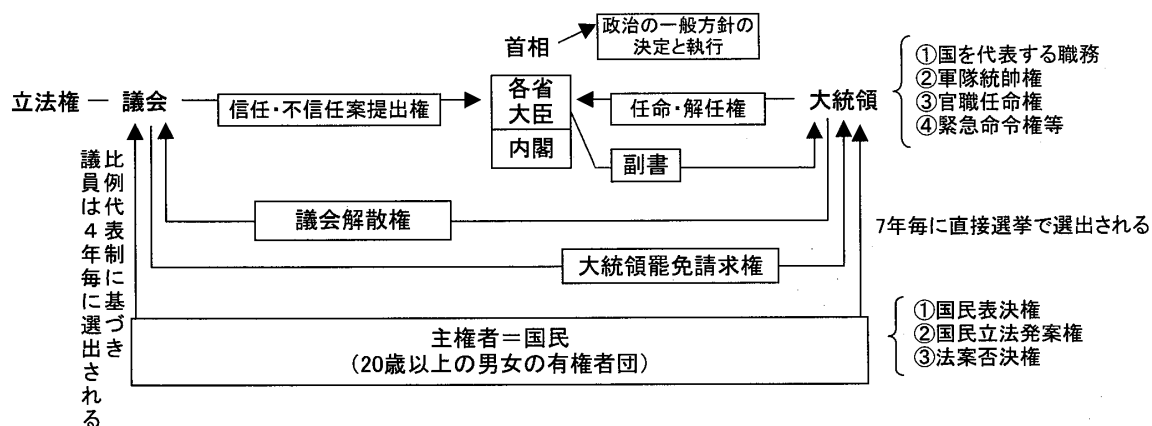 政治の一般方針の
決定と執行
首相
①国を代表する職務
②軍隊統帥権
③官職任命権
④緊急命令権等
立法権 ― 議会
信任・不信任案提出権
各省
大臣
内閣
任命・解任権
大統領
副書
比例代表制に基づき
議員は4年毎に選出される
議会解散権
7年毎に直接選挙で選出される
大統領罷免請求権
主権者=国民
(20歳以上の男女の有権者団)
①国民表決権
②国民立法発案権
③法案否決権